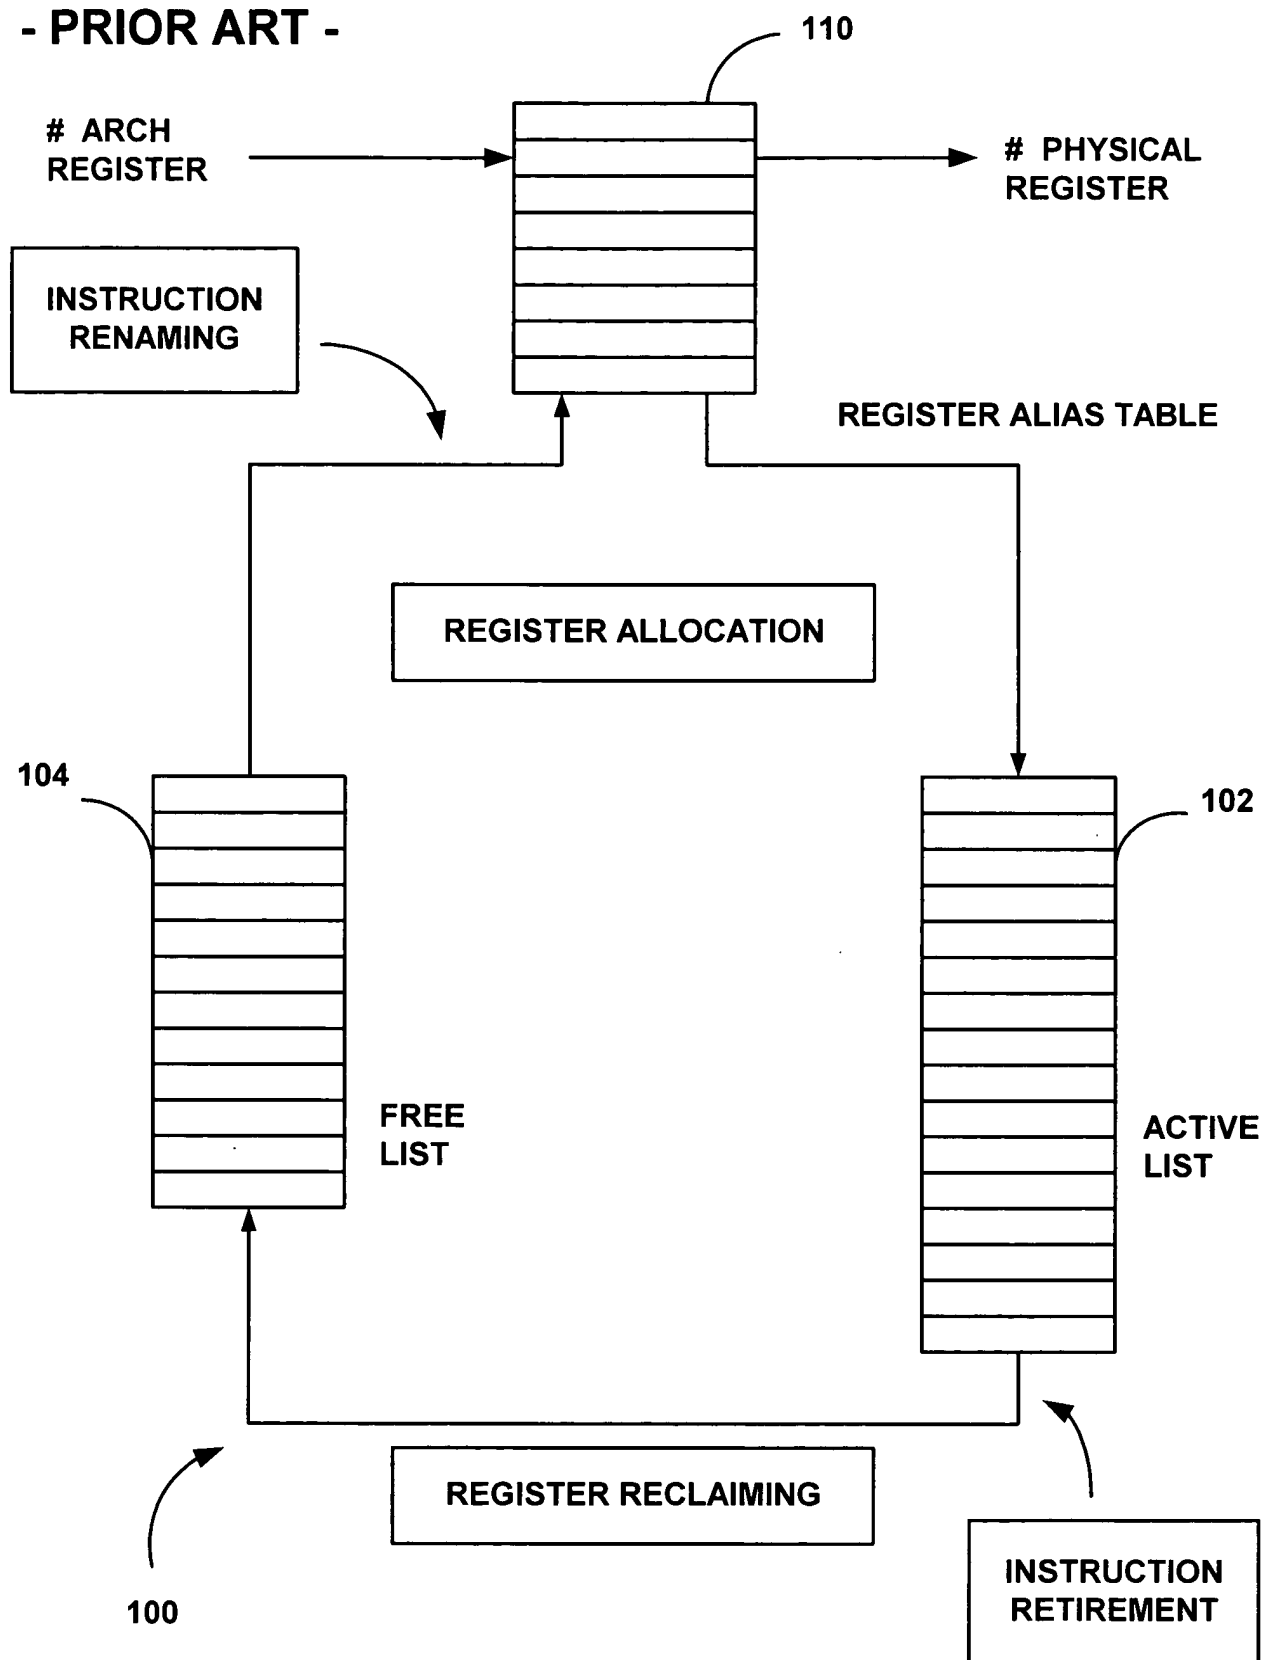 - PRIOR ART -
110
# ARCH
REGISTER
# PHYSICAL
REGISTER
INSTRUCTION
RENAMING
REGISTER ALIAS TABLE
REGISTER ALLOCATION
104
102
FREE
LIST
ACTIVE
LIST
REGISTER RECLAIMING
100
INSTRUCTION
RETIREMENT